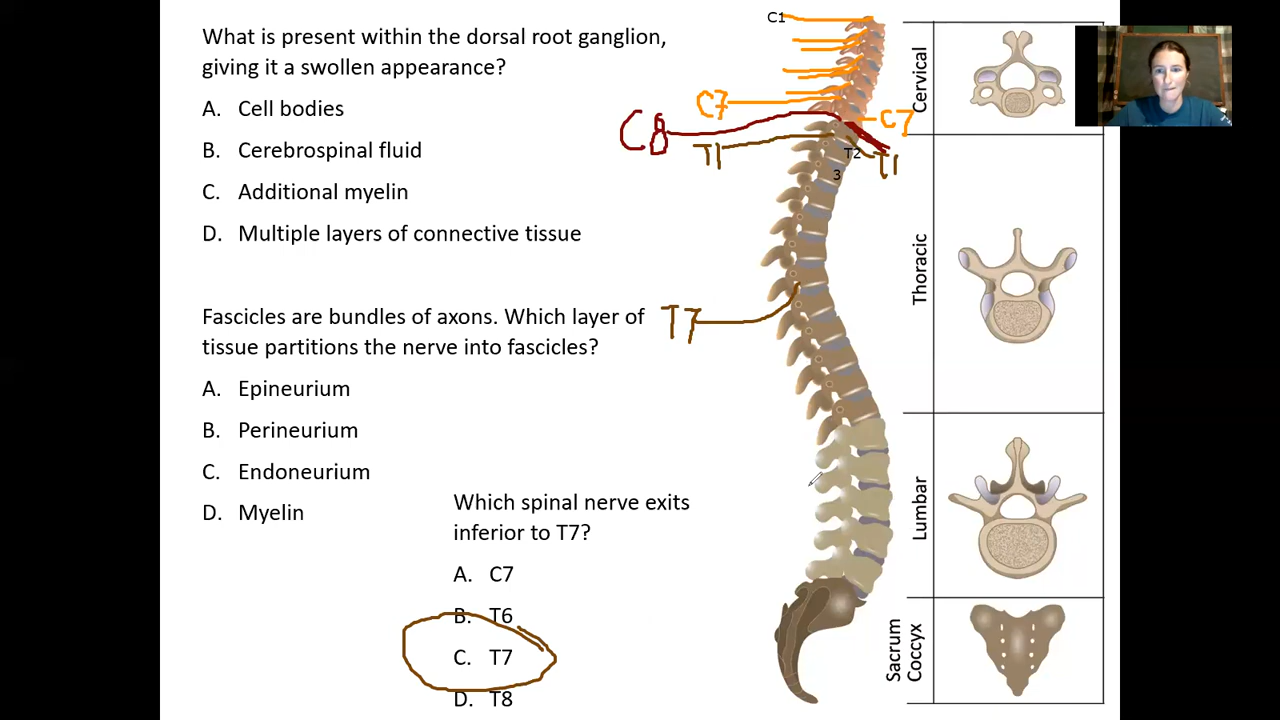 What is present within the dorsal root ganglion,
giving it a swollen appearance?
A. Cell bodies
B. Cerebrospinal fluid
C. Additional myelin
D. Multiple layers of connective tissue
Fascicles are bundles of axons. Which layer of
tissue partitions the nerve into fascicles?
A. Epineurium
B. Perineurium
C. Endoneurium
D. Myelin
Which spinal nerve exits
inferior to T7?
A. C7
B. T6
C. T7
D. T8
C1
C7
C7
C8
T1
T2
T1
3
T7
Cervical
Thoracic
Lumbar
Sacrum
Coccyx